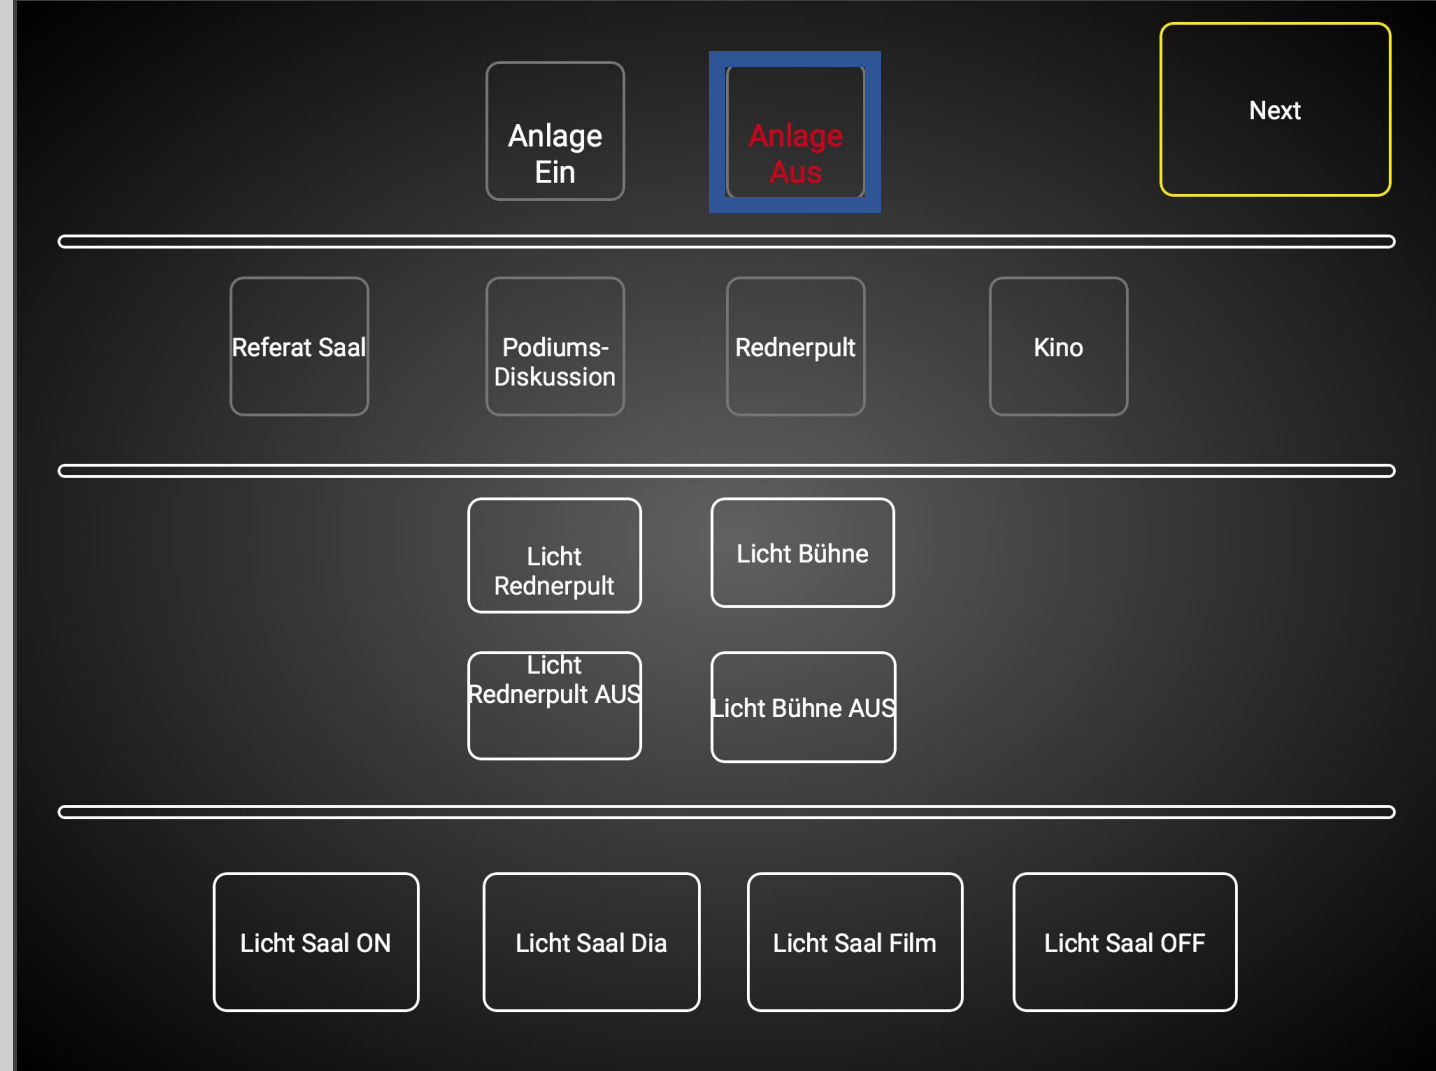 Anlage
Ein
Anlage
Aus
Next
Referat Saal
Podiums-
Diskussion
Rednerpult
Kino
Licht
Rednerpult
Licht Bühne
Licht
Rednerpult AUS
Licht Bühne AUS
Licht Saal ON
Licht Saal Dia
Licht Saal Film
Licht Saal OFF